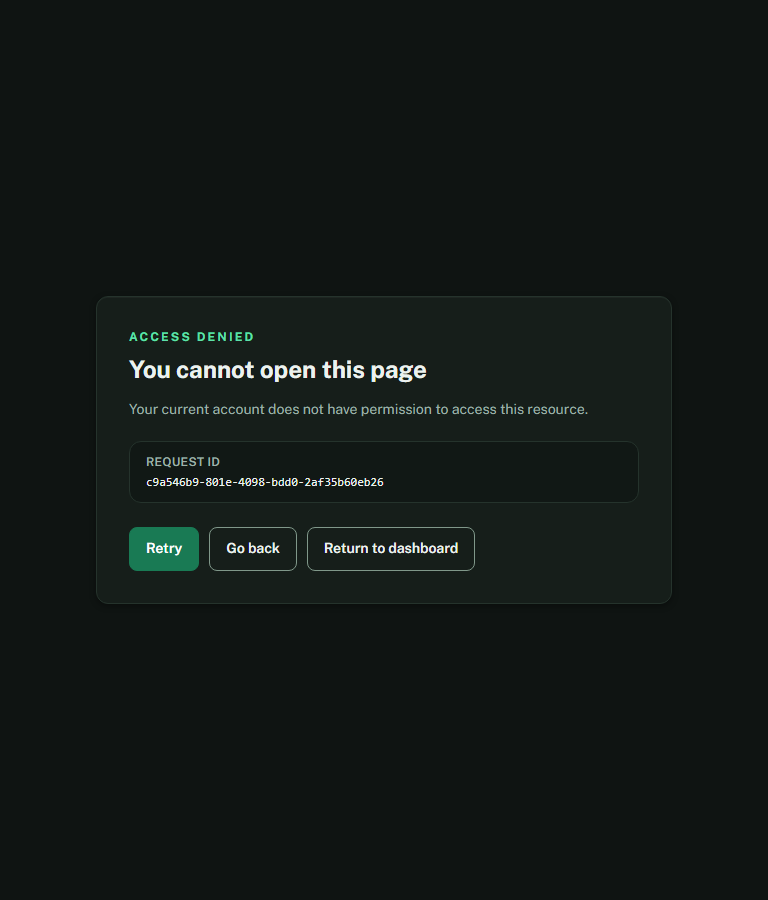 ACCESS DENIED
You cannot open this page
Your current account does not have permission to access this resource.
REQUEST ID
c9a546b9-801e-4098-bdd0-2af35b60eb26
Retry
Go back
Return to dashboard